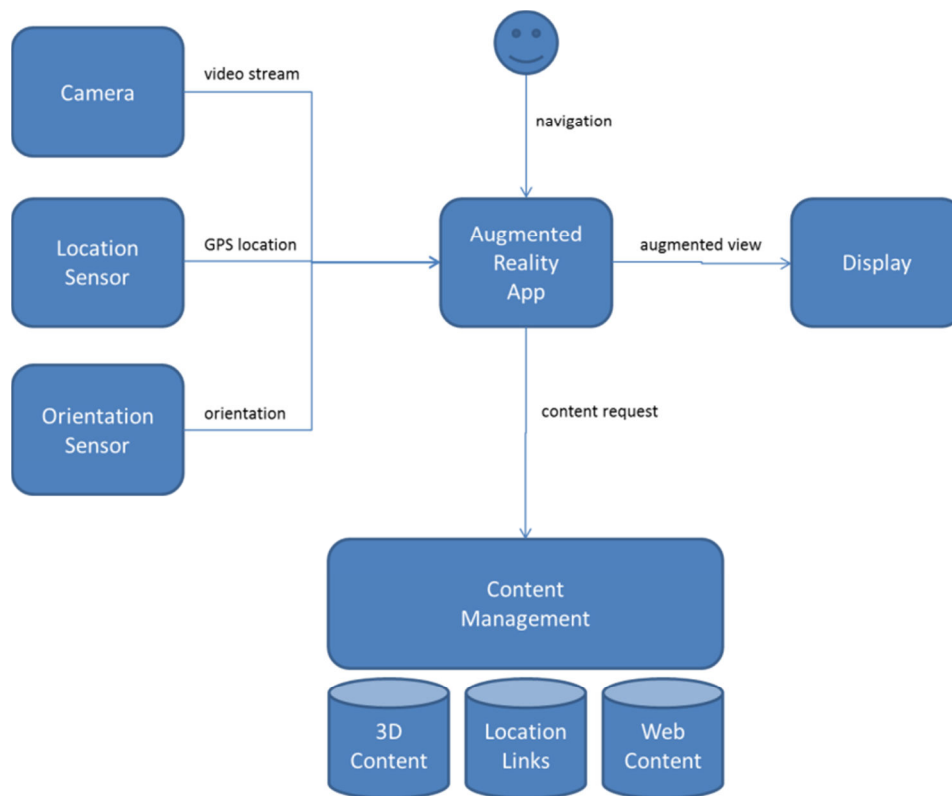 video stream
Camera
navigation
GPS location
Location
Sensor
Augmented
Reality
App
augmented view
Display
orientation
Orientation
Sensor
content request
Content
Management
3D
Content
Location
Links
Web
Content